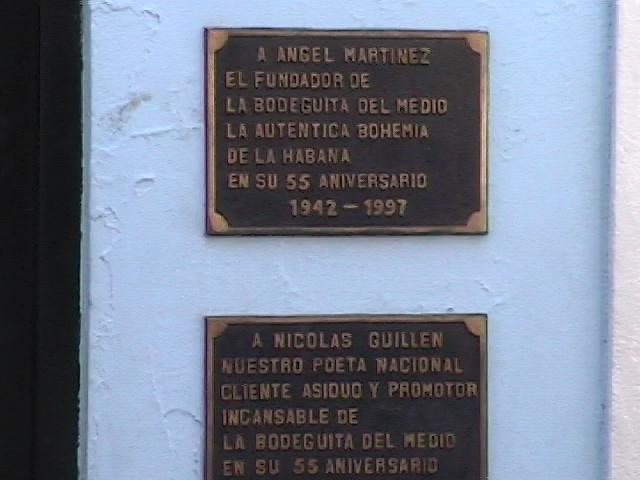 A ANGEL MARTINEZ
EL FUNDADOR DE
LA BODEGUITA DEL MEDIO
LA AUTENTICA BOHEMIA
DE LA HABANA
EN SU 55 ANIVERSARIO
1942 - 1997
A NICOLAS GUILLEN
NUESTRO POETA NACIONAL
CLIENTE ASIDUO Y PROMOTOR
INCANSABLE DE
LA BODEGUITA DEL MEDIO
EN SU 55 ANIVERSARIO